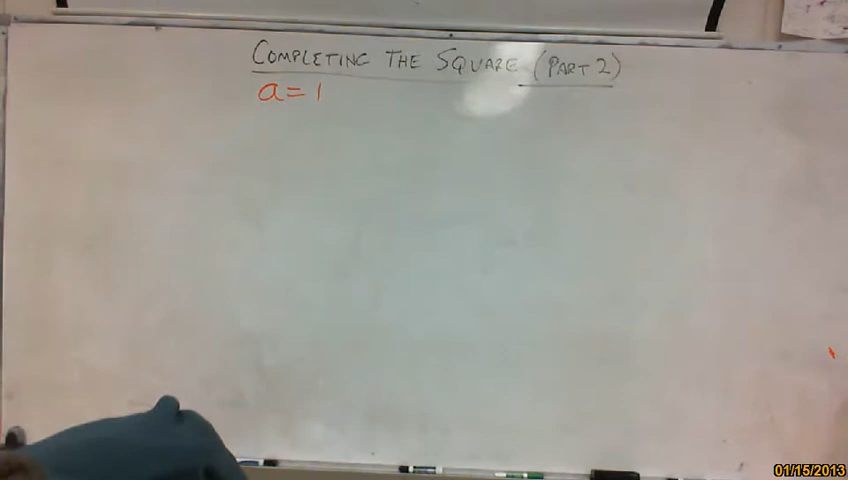 COMPLETING THE SQUARE (PART 2)
a = 1
01/15/2013